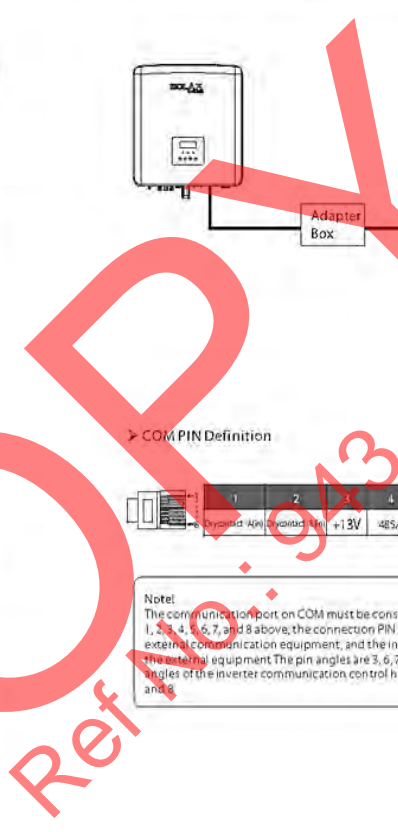 SOLAX
Adapter
Box
➢ COM PIN Definition
1 2 3 4
Drycontact A(in) Drycontact B(in) +13V 485A
Note!
The communication port on COM must be cons
1, 2, 3, 4, 5, 6, 7, and 8 above, the connection PIN
external communication equipment, and the in
the external equipment The pin angles are 3, 6, 7
angles of the inverter communication control h
and 8
OPY
Ref No.: 943